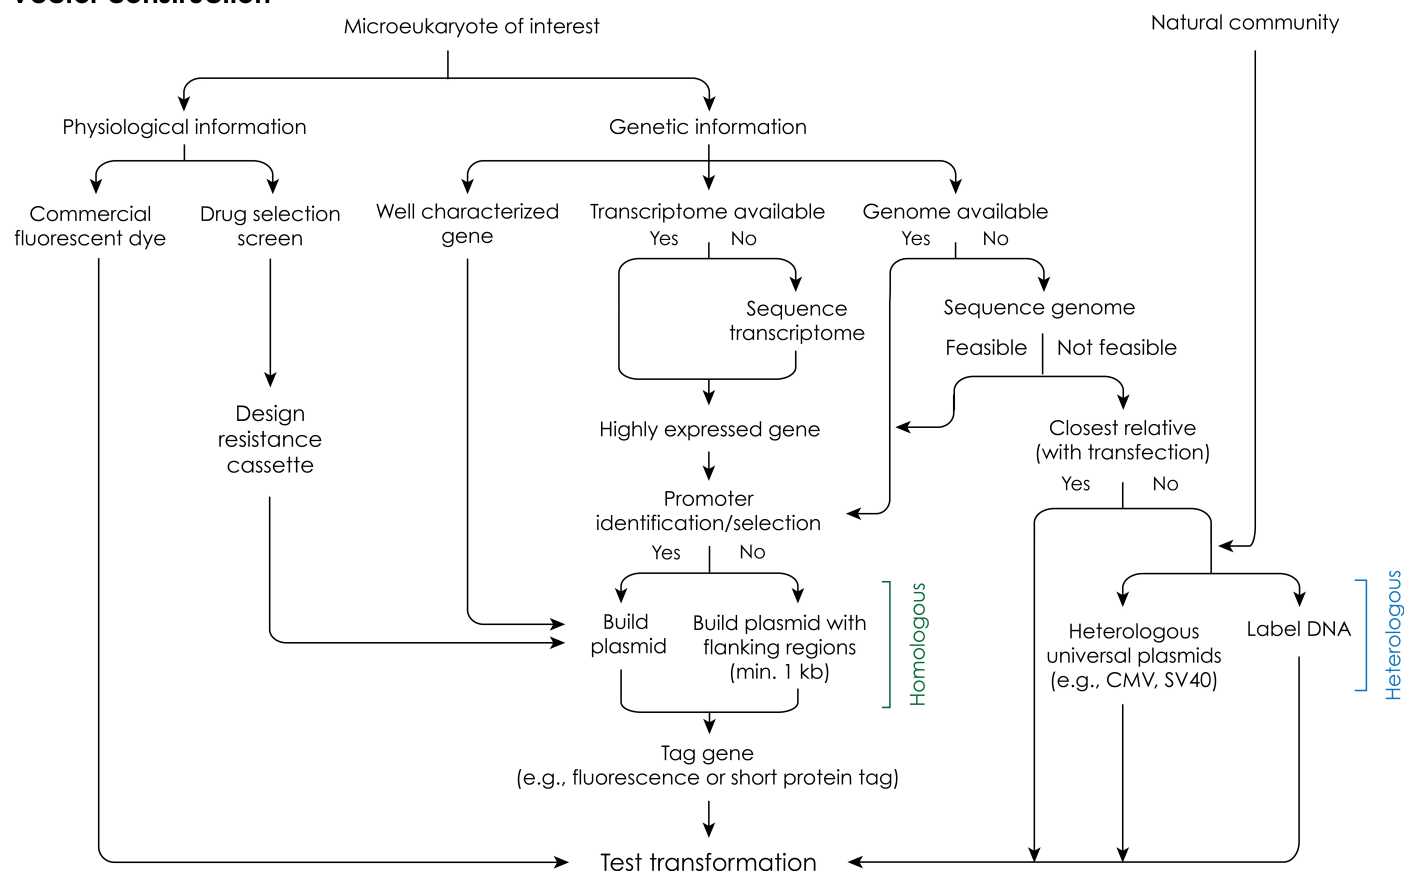 Vector Construction
Microeukaryote of interest
Natural community
Physiological information
Genetic information
Commercial
fluorescent dye
Drug selection
screen
Well characterized
gene
Transcriptome available
Yes No
Genome available
Yes No
Sequence
transcriptome
Sequence genome
Feasible Not feasible
Design
resistance
cassette
Highly expressed gene
Closest relative
(with transfection)
Yes No
Promoter
identification/selection
Yes No
Build
plasmid
Build plasmid with
flanking regions
(min. 1 kb)
Homologous
Heterologous
universal plasmids
(e.g., CMV, SV40)
Label DNA
Heterologous
Tag gene
(e.g., fluorescence or short protein tag)
Test transformation